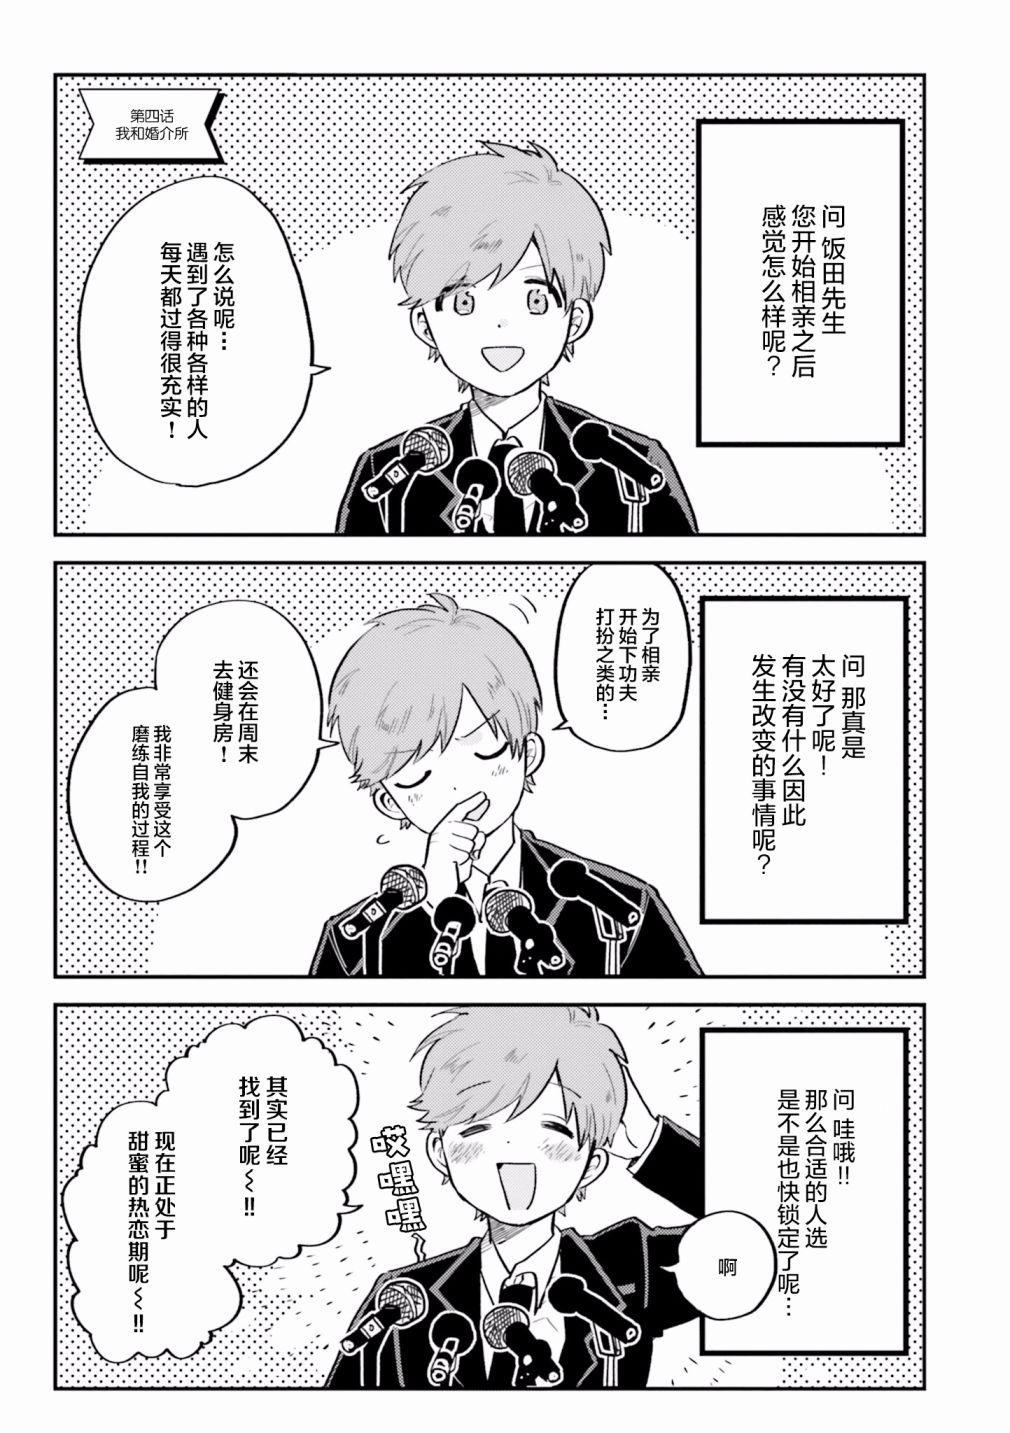 第四话
我和婚介所
问 饭田先生
您开始相亲之后
感觉怎么样呢？
怎么说呢…
遇到了各种各样的人
每天都过得很充实！
问 那真是
太好了呢！
有没有什么因此
发生改变的事情呢？
为了相亲
开始下功夫
打扮之类的…
还会在周末
去健身房！
我非常享受这个
磨练自我的过程!!
问 哇哦!!
那么合适的人选
是不是也快锁定了呢…
啊
哎嘿嘿嘿~
其实已经
找到了呢~!!
现在正处于
甜蜜的热恋期呢~!!